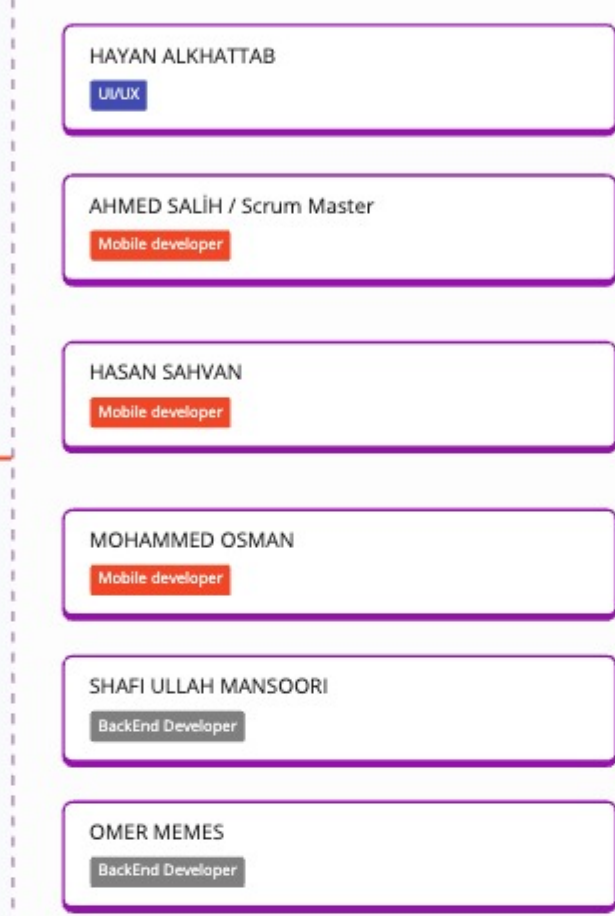 HAYAN ALKHATTAB
UI/UX
AHMED SALİH / Scrum Master
Mobile developer
HASAN SAHVAN
Mobile developer
MOHAMMED OSMAN
Mobile developer
SHAFI ULLAH MANSOORI
BackEnd Developer
OMER MEMES
BackEnd Developer